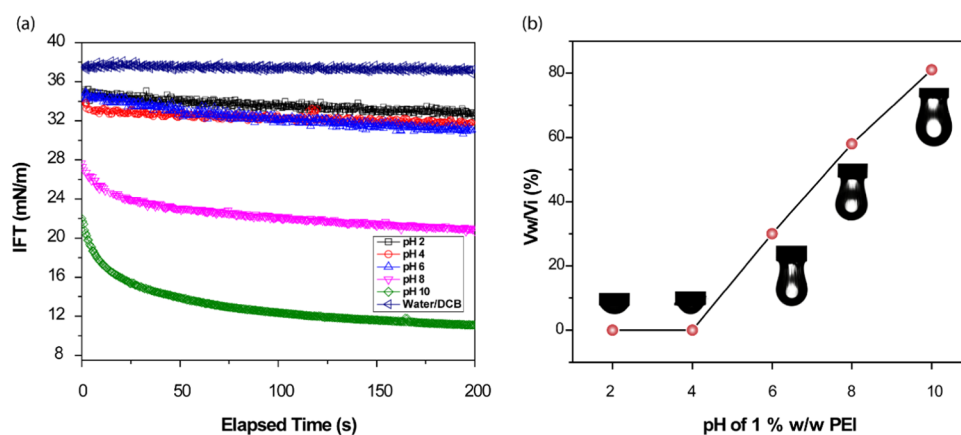 (a)
IFT (mN/m)
40
36
32
28
24
20
16
12
8
pH 2
pH 4
pH 6
pH 8
pH 10
Water/DCB
0 50 100 150 200
Elapsed Time (s)
(b)
Vw/Vi (%)
80
60
40
20
0
2 4 6 8 10
pH of 1 % w/w PEI